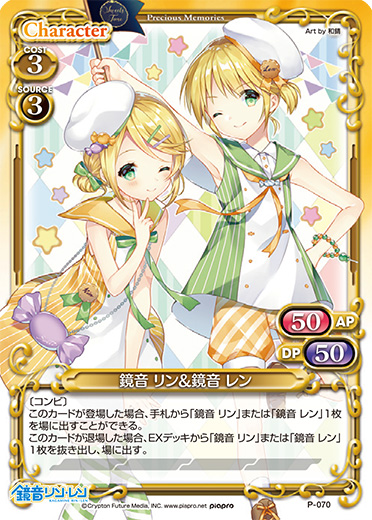 Sweets Time
Precious Memories
Character
Art by 和錆
COST
3
SOURCE
3
50 AP
DP 50
鏡音 リン&鏡音 レン
［コンビ］
このカードが登場した場合、手札から「鏡音 リン」または「鏡音 レン」1枚
を場に出すことができる。
このカードが退場した場合、EXデッキから「鏡音 リン」または「鏡音 レン」
1枚を抜き出し、場に出す。
鏡音リン・レン
KAGAMINE RIN・LEN
©Crypton Future Media, INC. www.piapro.net piapro
P-070